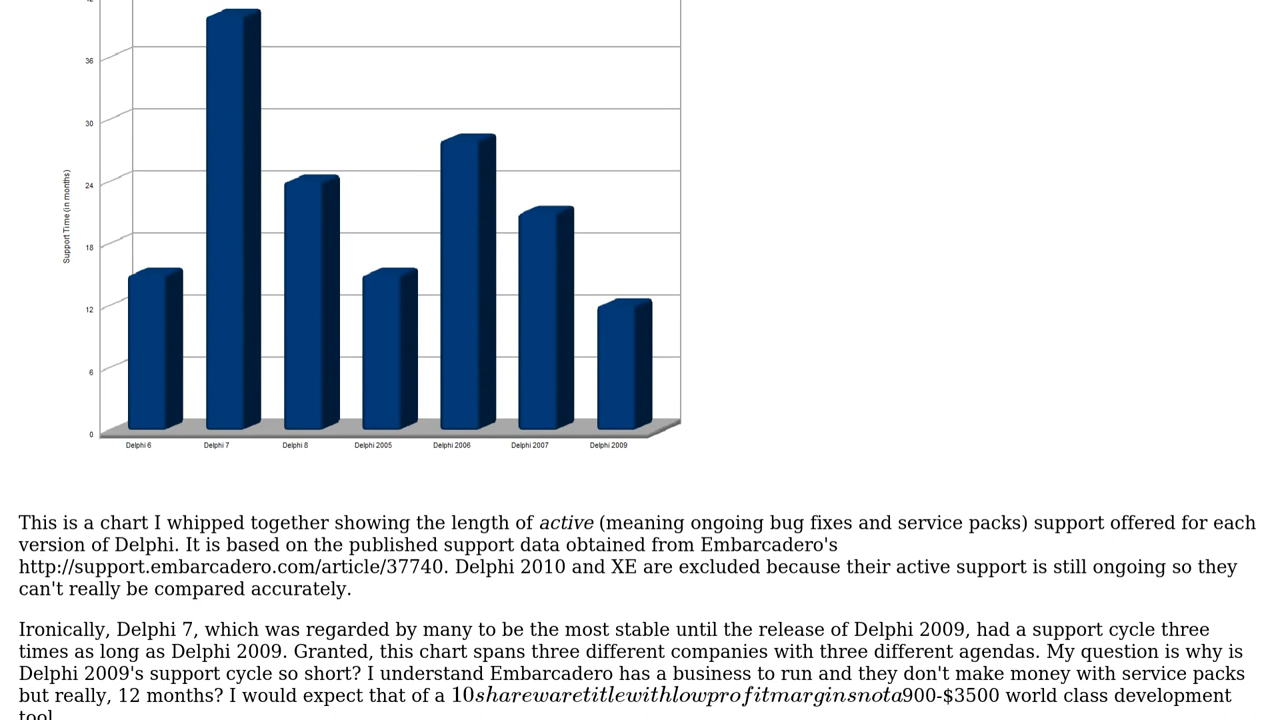 42
36
30
24
18
12
6
0
Support Time (in months)
Delphi 6 Delphi 7 Delphi 8 Delphi 2005 Delphi 2006 Delphi 2007 Delphi 2009
This is a chart I whipped together showing the length of active (meaning ongoing bug fixes and service packs) support offered for each
version of Delphi. It is based on the published support data obtained from Embarcadero's
http://support.embarcadero.com/article/37740. Delphi 2010 and XE are excluded because their active support is still ongoing so they
can't really be compared accurately.
Ironically, Delphi 7, which was regarded by many to be the most stable until the release of Delphi 2009, had a support cycle three
times as long as Delphi 2009. Granted, this chart spans three different companies with three different agendas. My question is why is
Delphi 2009's support cycle so short? I understand Embarcadero has a business to run and they don't make money with service packs
but really, 12 months? I would expect that of a 10sharewaretitlewithlowprofitmarginsnota900-$3500 world class development
tool